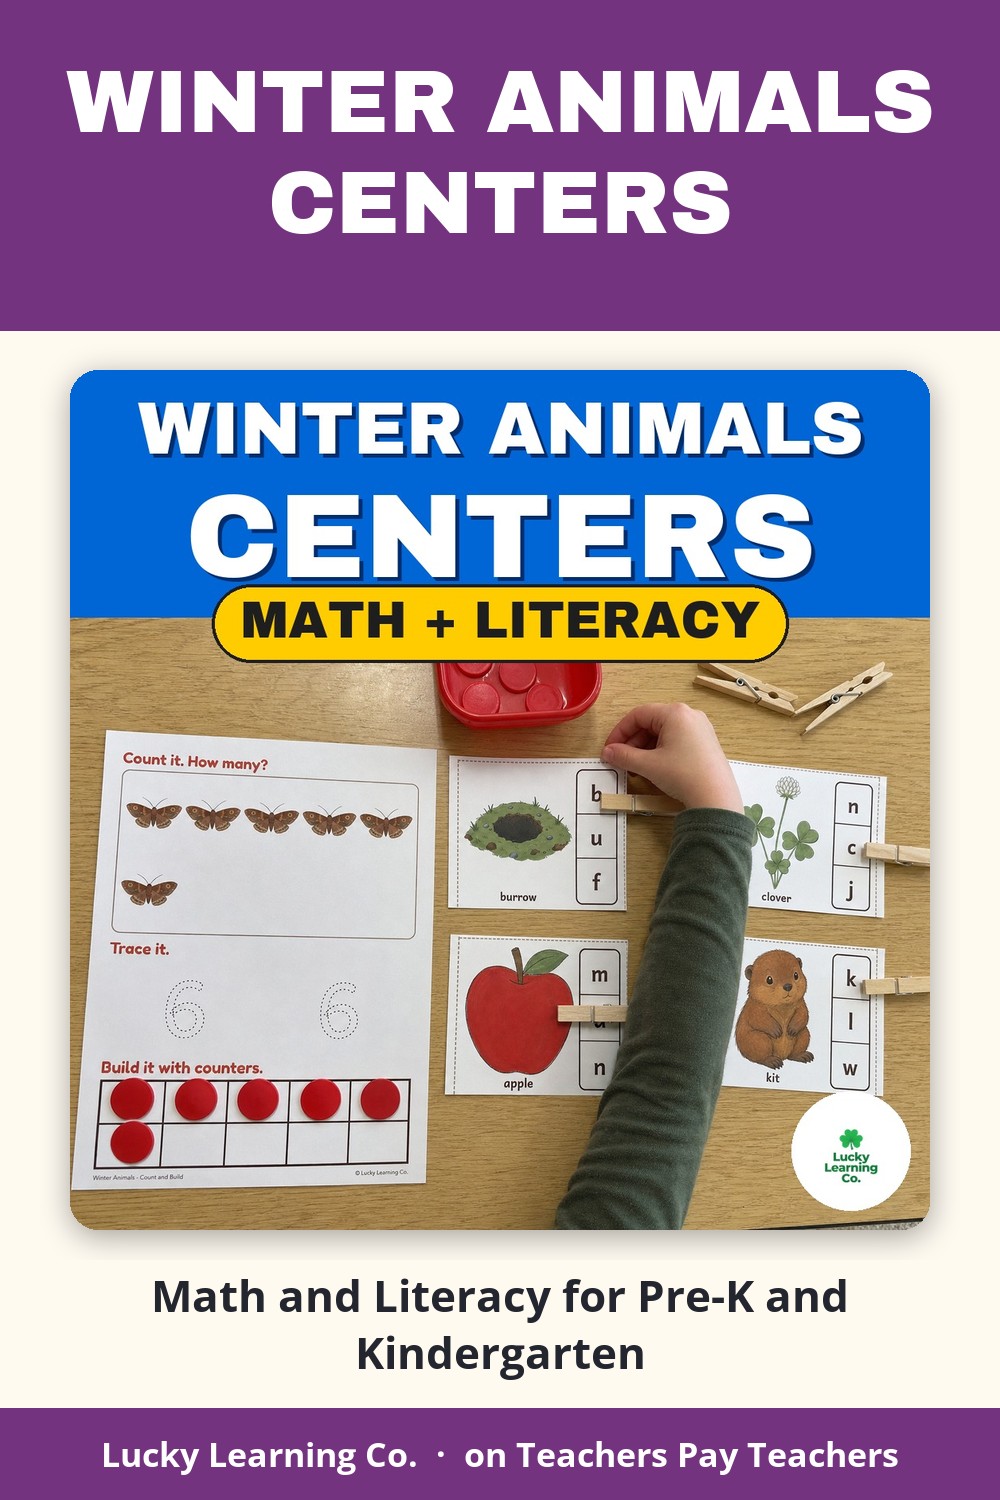 WINTER ANIMALS
CENTERS
WINTER ANIMALS
CENTERS
MATH + LITERACY
Count it. How many?
Trace it.
6 6
Build it with counters.
Winter Animals - Count and Build
© Lucky Learning Co.
b
u
f
burrow
n
c
j
clover
m
n
apple
k
l
w
kit
Lucky
Learning
Co.
Math and Literacy for Pre-K and
Kindergarten
Lucky Learning Co. · on Teachers Pay Teachers